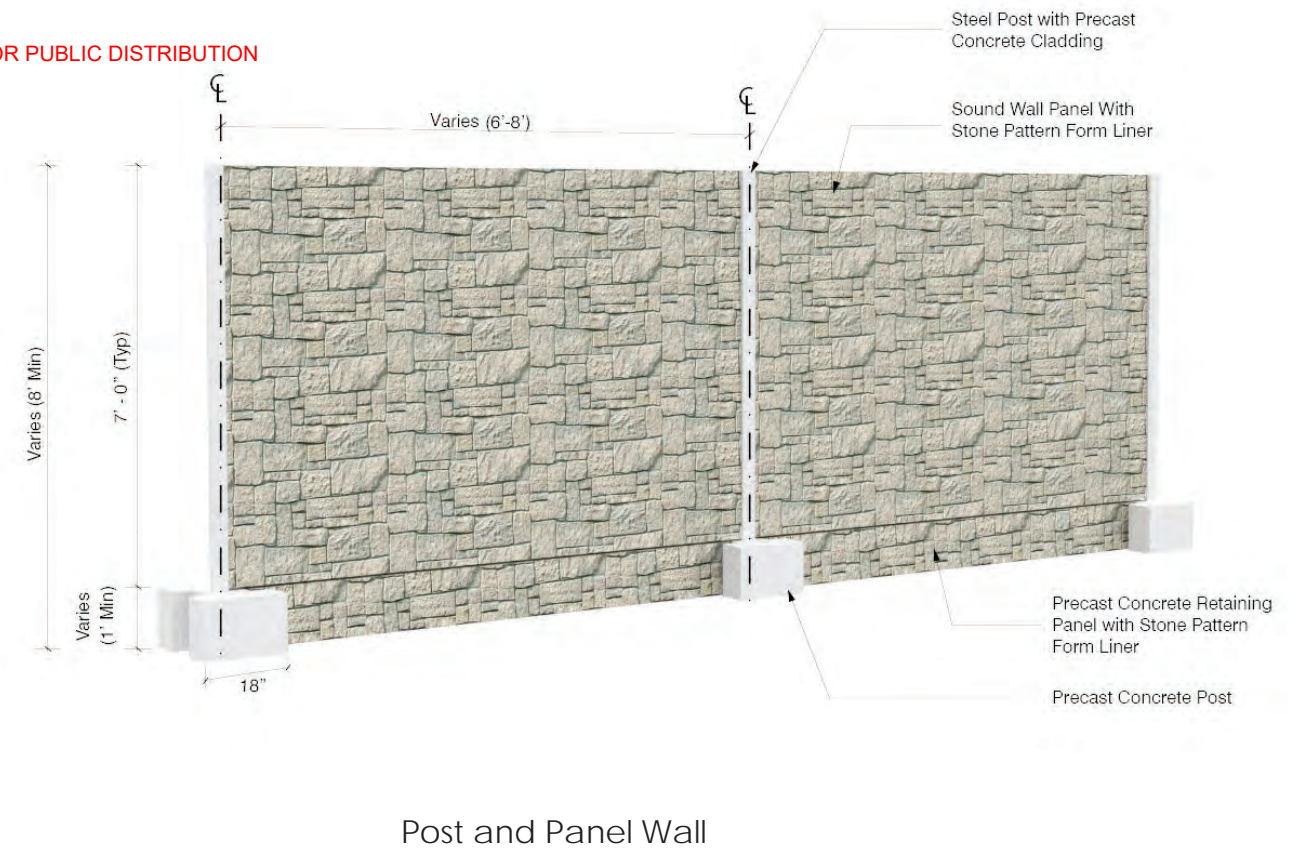 OR PUBLIC DISTRIBUTION
Steel Post with Precast
Concrete Cladding
℄
℄
Varies (6'-8')
Sound Wall Panel With
Stone Pattern Form Liner
Varies (8' Min)
7' - 0" (Typ)
Varies
(1' Min)
18"
Precast Concrete Retaining
Panel with Stone Pattern
Form Liner
Precast Concrete Post
Post and Panel Wall